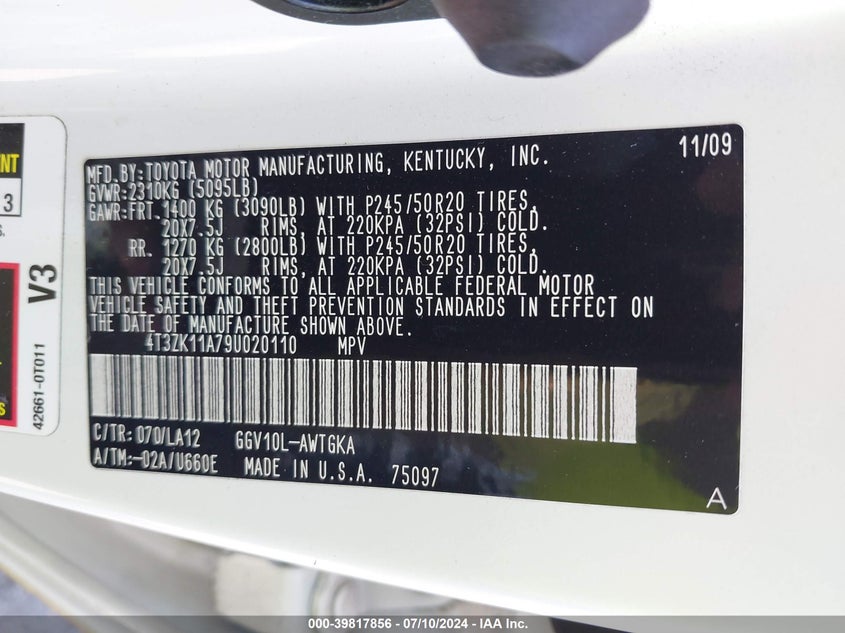 NT
3
S.
S
V3
42661-0T011
11/09
MFD.BY:TOYOTA MOTOR MANUFACTURING, KENTUCKY, INC.
GVWR:2310KG (5095LB)
GAWR:FRT. 1400 KG (3090LB) WITH P245/50R20 TIRES,
20X7.5J RIMS, AT 220KPA (32PSI) COLD.
RR. 1270 KG (2800LB) WITH P245/50R20 TIRES,
20X7.5J RIMS, AT 220KPA (32PSI) COLD.
THIS VEHICLE CONFORMS TO ALL APPLICABLE FEDERAL MOTOR
VEHICLE SAFETY AND THEFT PREVENTION STANDARDS IN EFFECT ON
THE DATE OF MANUFACTURE SHOWN ABOVE.
4T3ZK11A79U020110 MPV
C/TR: 070/LA12 GGV10L-AWTGKA
A/TM:-02A/U660E MADE IN U.S.A. 75097
A
000-39817856 - 07/10/2024 - IAA Inc.